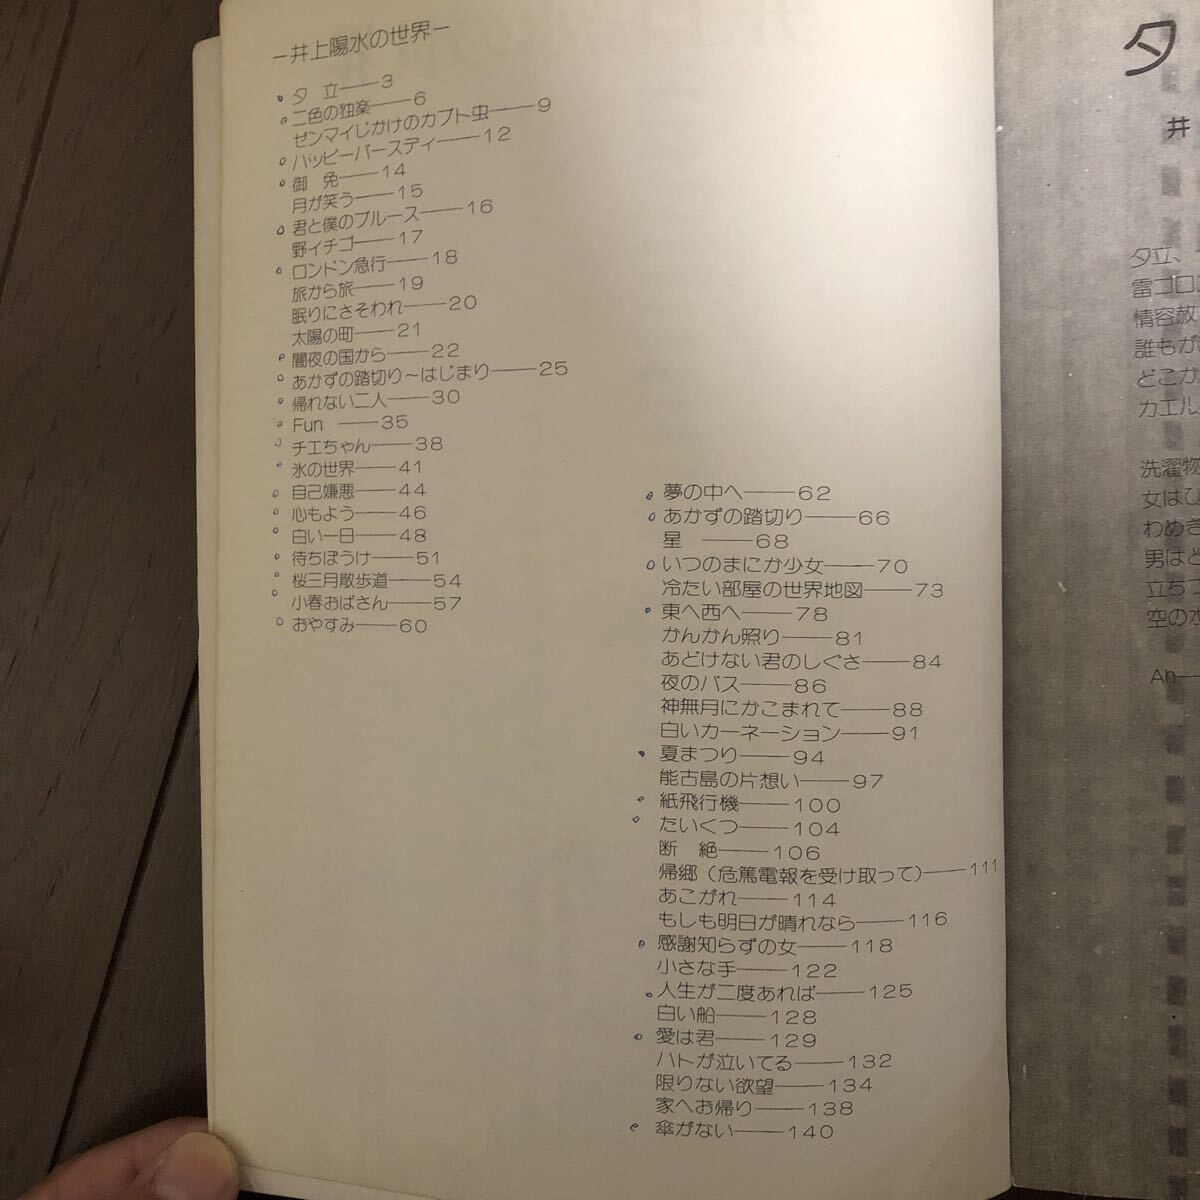 ー井上陽水の世界ー
夕 立――3
二色の独楽――6
ゼンマイじかけのカブト虫――9
ハッピーバースディ――12
御 免――14
月が笑う――15
君と僕のブルース――16
野イチゴ――17
ロンドン急行――18
旅から旅――19
眠りにさそわれ――20
太陽の町――21
闇夜の国から――22
あかずの踏切り~はじまり――25
帰れない二人――30
Fun ――35
チエちゃん――38
氷の世界――41
自己嫌悪――44
心もよう――46
白い一日――48
待ちぼうけ――51
桜三月散歩道――54
小春おばさん――57
おやすみ――60
夢の中へ――62
あかずの踏切り――66
星 ――68
いつのまにか少女――70
冷たい部屋の世界地図――73
東へ西へ――78
かんかん照り――81
あどけない君のしぐさ――84
夜のバス――86
神無月にかこまれて――88
白いカーネーション――91
夏まつり――94
能古島の片想い――97
紙飛行機――100
たいくつ――104
断 絶――106
帰郷(危篤電報を受け取って)――111
あこがれ――114
もしも明日が晴れなら――116
感謝知らずの女――118
小さな手――122
人生が二度あれば――125
白い船――128
愛は君――129
ハトが泣いてる――132
限りない欲望――134
家へお帰り――138
傘がない――140
夕
井
夕立、
雷ゴロ
情容赦
誰もが
どこか
カエル
洗濯物
女はひ
わめき
男はと
立ちつ
空の水
Ah―